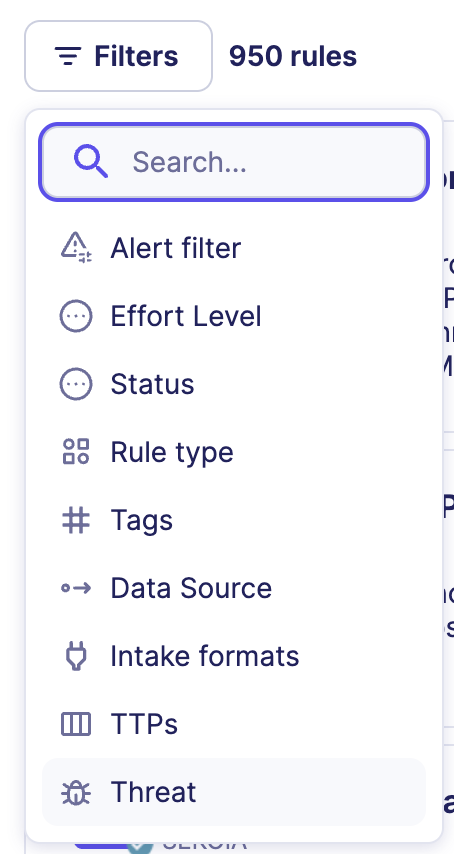 Filters
950 rules
Search...
Alert filter
Effort Level
Status
Rule type
Tags
Data Source
Intake formats
TTPs
Threat